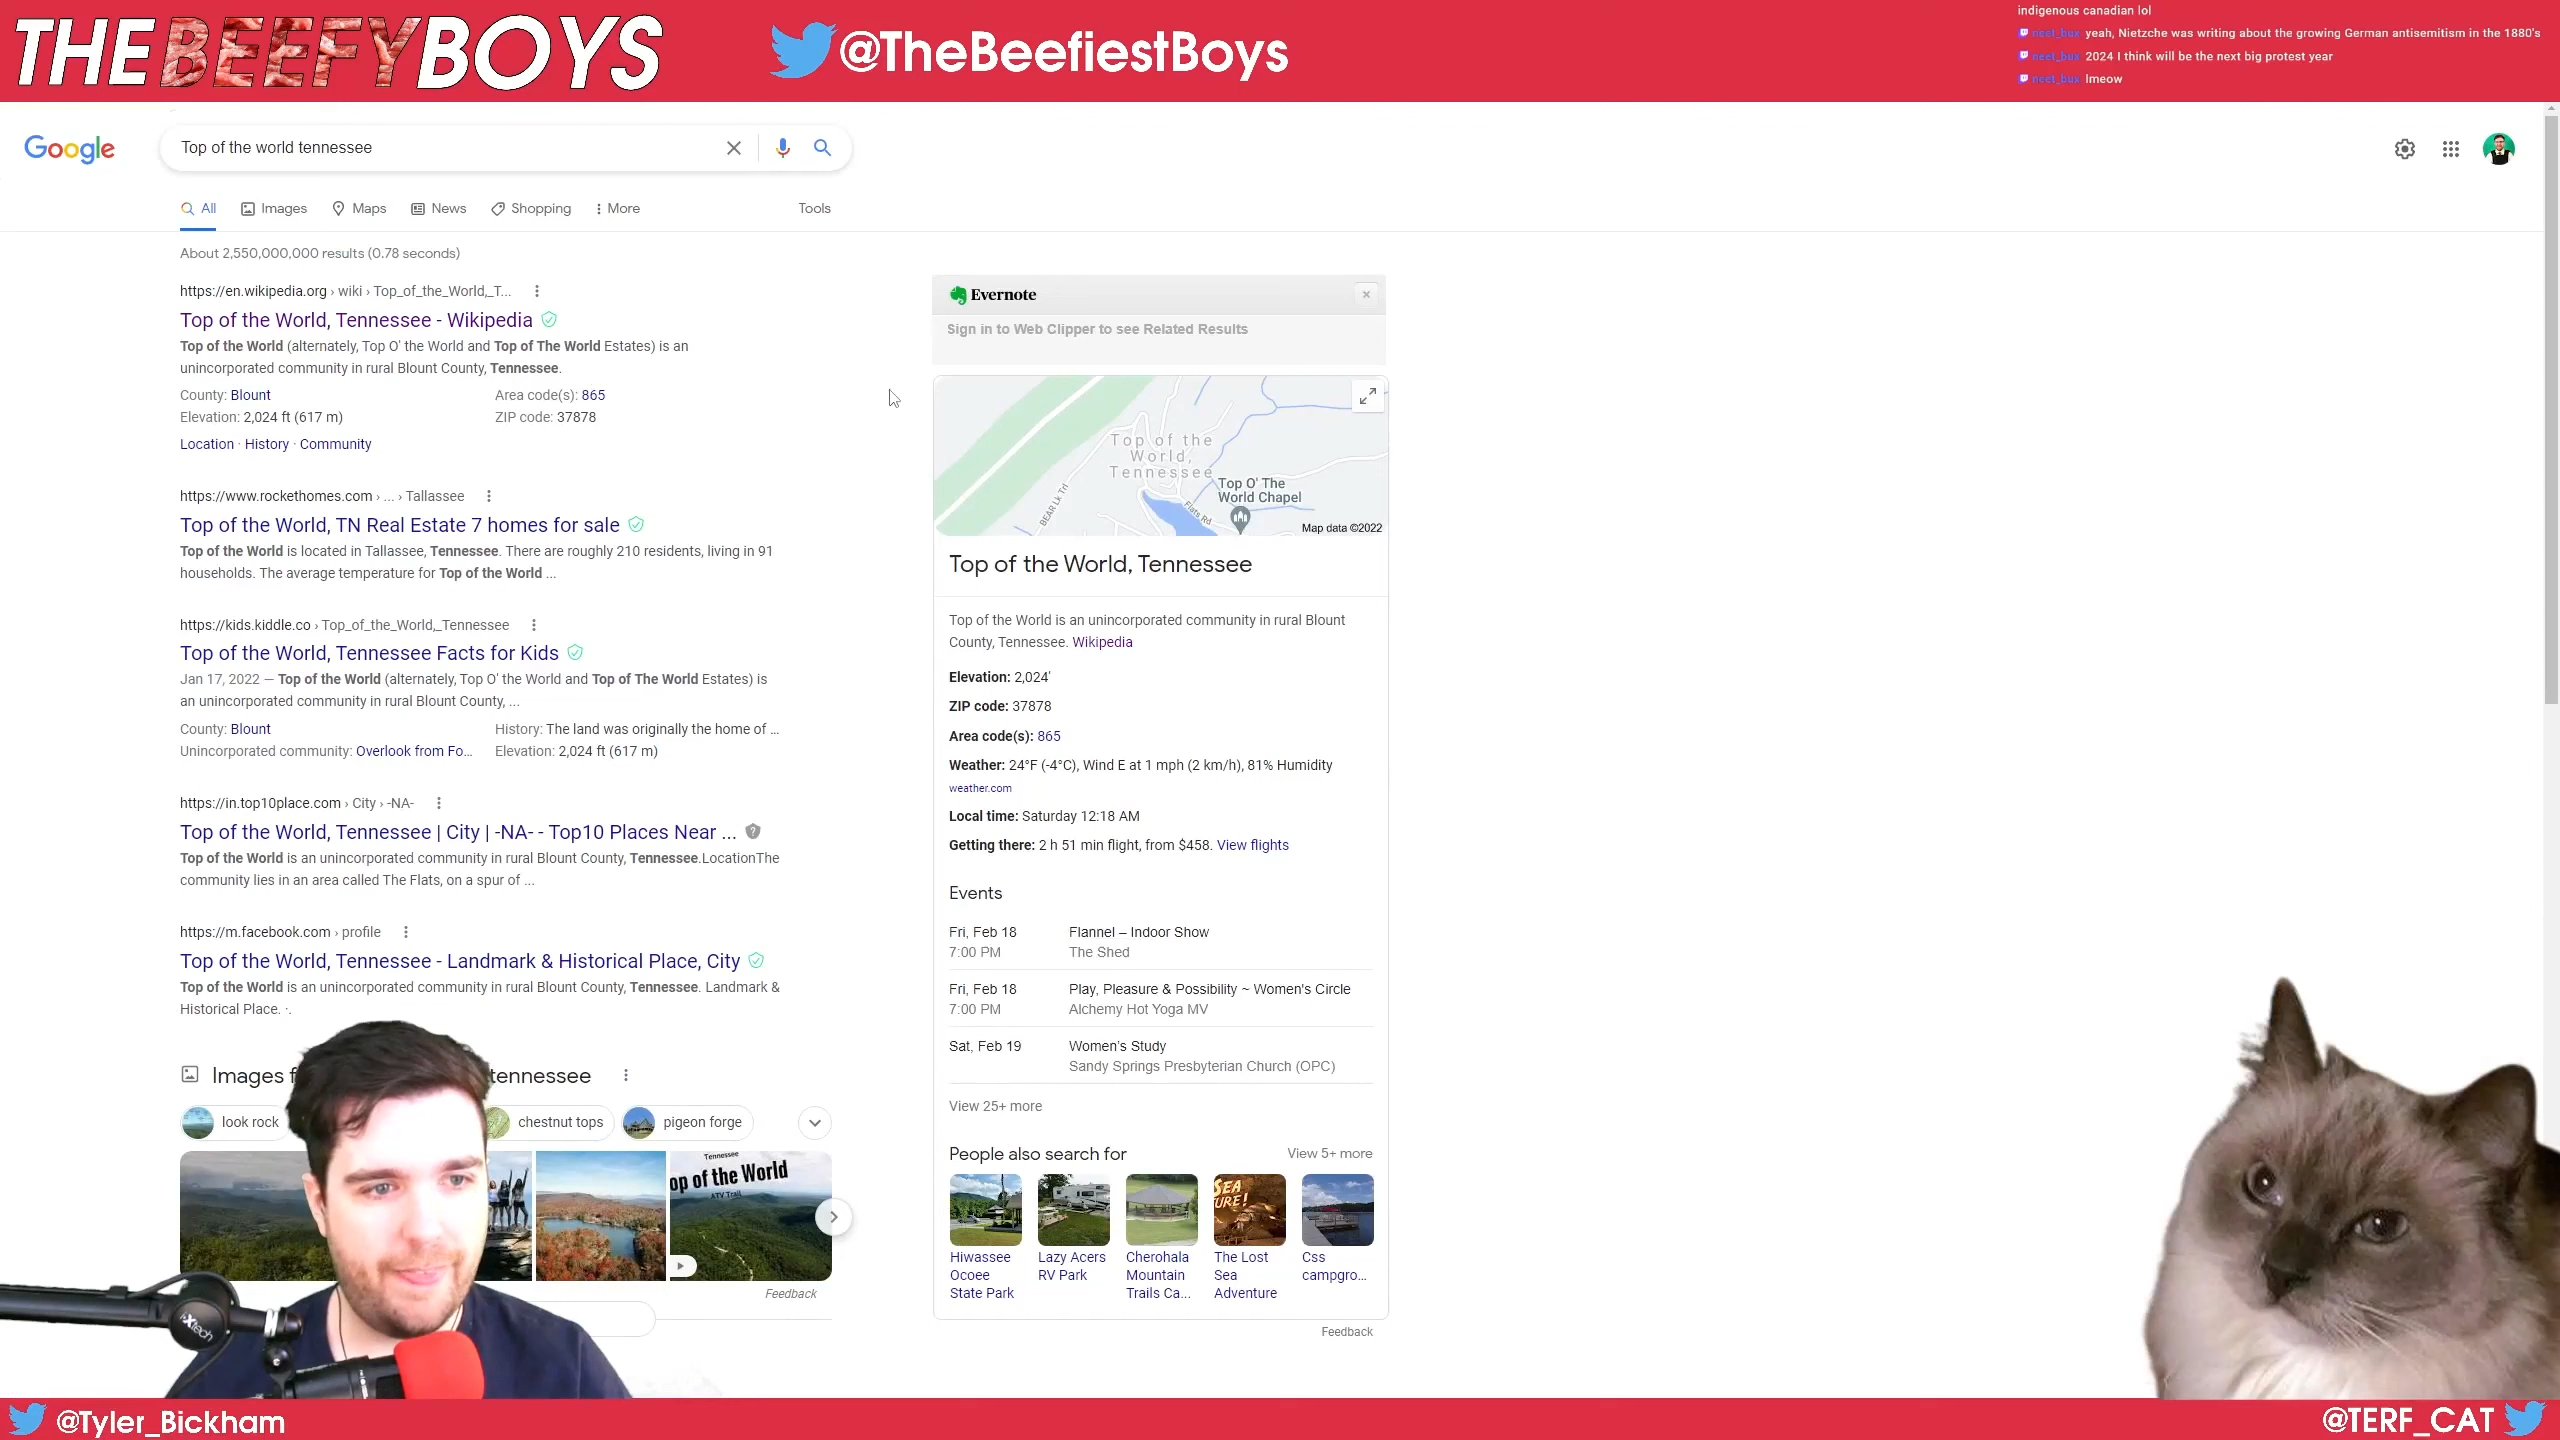 THE BEEFY BOYS
@TheBeefiestBoys
indigenous canadian lol
neet_bux yeah, Nietzche was writing about the growing German antisemitism in the 1880's
neet_bux 2024 I think will be the next big protest year
neet_bux lmeow
Google
Top of the world tennessee
All Images Maps News Shopping More Tools
About 2,550,000,000 results (0.78 seconds)
https://en.wikipedia.org › wiki › Top_of_the_World,_T...
Top of the World, Tennessee - Wikipedia
Top of the World (alternately, Top O' the World and Top of The World Estates) is an
unincorporated community in rural Blount County, Tennessee.
County: Blount Area code(s): 865
Elevation: 2,024 ft (617 m) ZIP code: 37878
Location · History · Community
https://www.rockethomes.com › ... › Tallassee
Top of the World, TN Real Estate 7 homes for sale
Top of the World is located in Tallassee, Tennessee. There are roughly 210 residents, living in 91
households. The average temperature for Top of the World ...
https://kids.kiddle.co › Top_of_the_World,_Tennessee
Top of the World, Tennessee Facts for Kids
Jan 17, 2022 — Top of the World (alternately, Top O' the World and Top of The World Estates) is
an unincorporated community in rural Blount County, ...
County: Blount History: The land was originally the home of ...
Unincorporated community: Overlook from Fo... Elevation: 2,024 ft (617 m)
https://in.top10place.com › City › -NA-
Top of the World, Tennessee | City | -NA- - Top10 Places Near ...
Top of the World is an unincorporated community in rural Blount County, Tennessee.LocationThe
community lies in an area called The Flats, on a spur of ...
https://m.facebook.com › profile
Top of the World, Tennessee - Landmark & Historical Place, City
Top of the World is an unincorporated community in rural Blount County, Tennessee. Landmark &
Historical Place. ·.
Images f tennessee
look rock chestnut tops pigeon forge
Tennessee
op of the World
ATV Trail
Feedback
Evernote
Sign in to Web Clipper to see Related Results
Top of the
World,
Tennessee
Top O' The
World Chapel
BEAR Lk Trl
Flats Rd
Map data ©2022
Top of the World, Tennessee
Top of the World is an unincorporated community in rural Blount
County, Tennessee. Wikipedia
Elevation: 2,024'
ZIP code: 37878
Area code(s): 865
Weather: 24°F (-4°C), Wind E at 1 mph (2 km/h), 81% Humidity
weather.com
Local time: Saturday 12:18 AM
Getting there: 2 h 51 min flight, from $458. View flights
Events
Fri, Feb 18 Flannel – Indoor Show
7:00 PM The Shed
Fri, Feb 18 Play, Pleasure & Possibility ~ Women's Circle
7:00 PM Alchemy Hot Yoga MV
Sat, Feb 19 Women's Study
Sandy Springs Presbyterian Church (OPC)
View 25+ more
People also search for View 5+ more
SEA
URE!
Hiwassee Lazy Acers Cherohala The Lost Css
Ocoee RV Park Mountain Sea campgro...
State Park Trails Ca... Adventure
Feedback
@Tyler_Bickham
@TERF_CAT